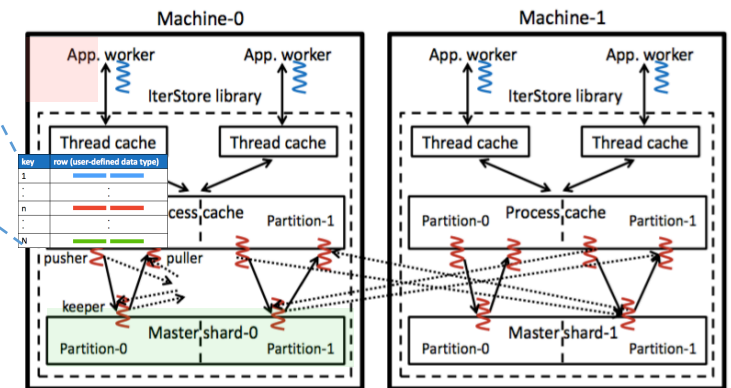 Machine-0
Machine-1
App. worker
App. worker
App. worker
App. worker
IterStore library
IterStore library
Thread cache
Thread cache
Thread cache
Thread cache
key row (user-defined data type)
1
:
:
n
:
:
N
cess cache
Partition-1
Partition-0
Process cache
Partition-1
pusher
puller
keeper
Master shard-0
Partition-0
Partition-1
Master shard-1
Partition-0
Partition-1